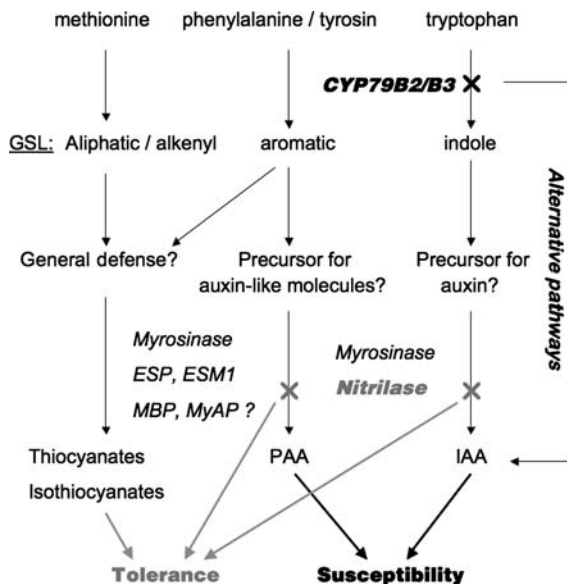 methionine phenylalanine / tyrosin tryptophan
CYP79B2/B3
GSL: Aliphatic / alkenyl aromatic indole
Alternative pathways
General defense? Precursor for auxin-like molecules? Precursor for auxin?
Myrosinase
ESP, ESM1
MBP, MyAP ?
Myrosinase
Nitrilase
Thiocyanates
Isothiocyanates
PAA IAA
Tolerance Susceptibility